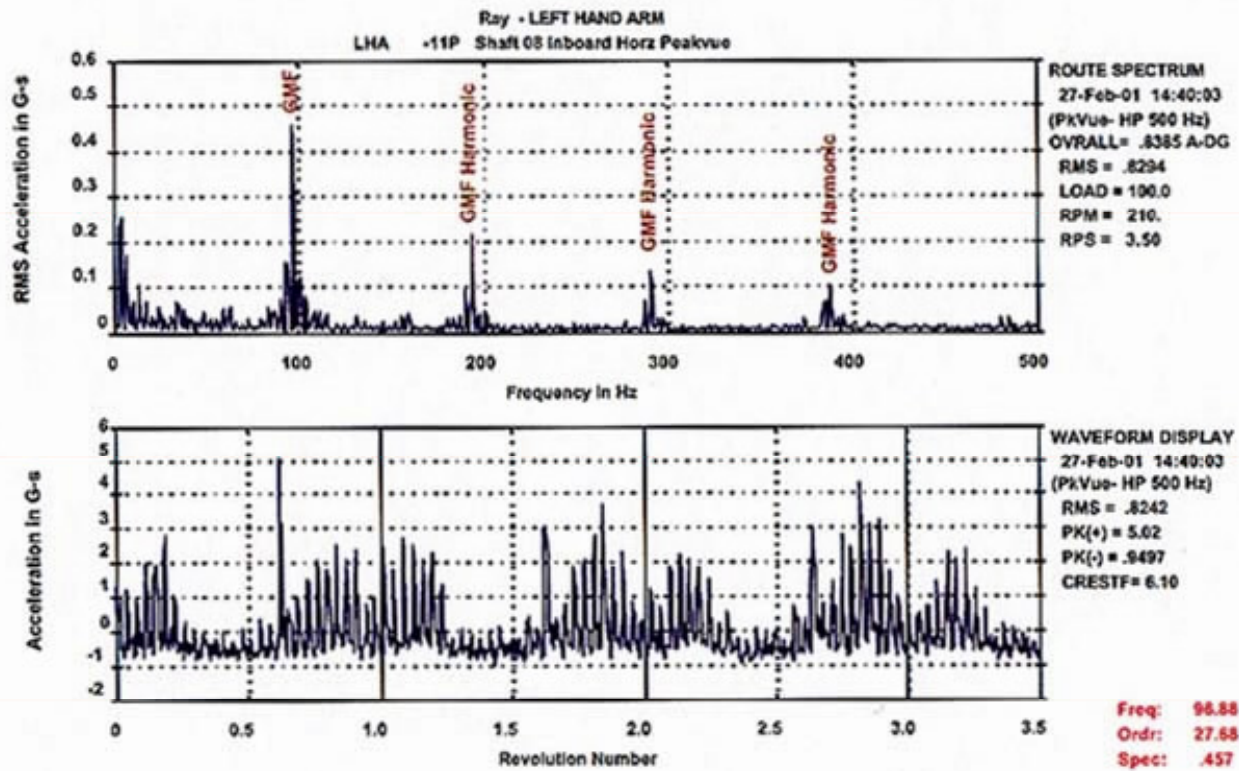 Ray - LEFT HAND ARM
LHA -11P Shaft 08 Inboard Horz Peakvue
RMS Acceleration in G-s
0.6
0.5
0.4
0.3
0.2
0.1
0
GMF
GMF Harmonic
GMF Harmonic
GMF Harmonic
0 100 200 300 400 500
Frequency in Hz
ROUTE SPECTRUM
27-Feb-01 14:40:03
(PkVue- HP 500 Hz)
OVRALL= .8385 A-DG
RMS = .8294
LOAD = 100.0
RPM = 210.
RPS = 3.50
Acceleration in G-s
6
5
4
3
2
1
0
-1
-2
0 0.5 1.0 1.5 2.0 2.5 3.0 3.5
Revolution Number
WAVEFORM DISPLAY
27-Feb-01 14:40:03
(PkVue- HP 500 Hz)
RMS = .8242
PK(+) = 5.02
PK(-) = .9497
CRESTF= 6.10
Freq: 96.88
Ordr: 27.68
Spec: .457